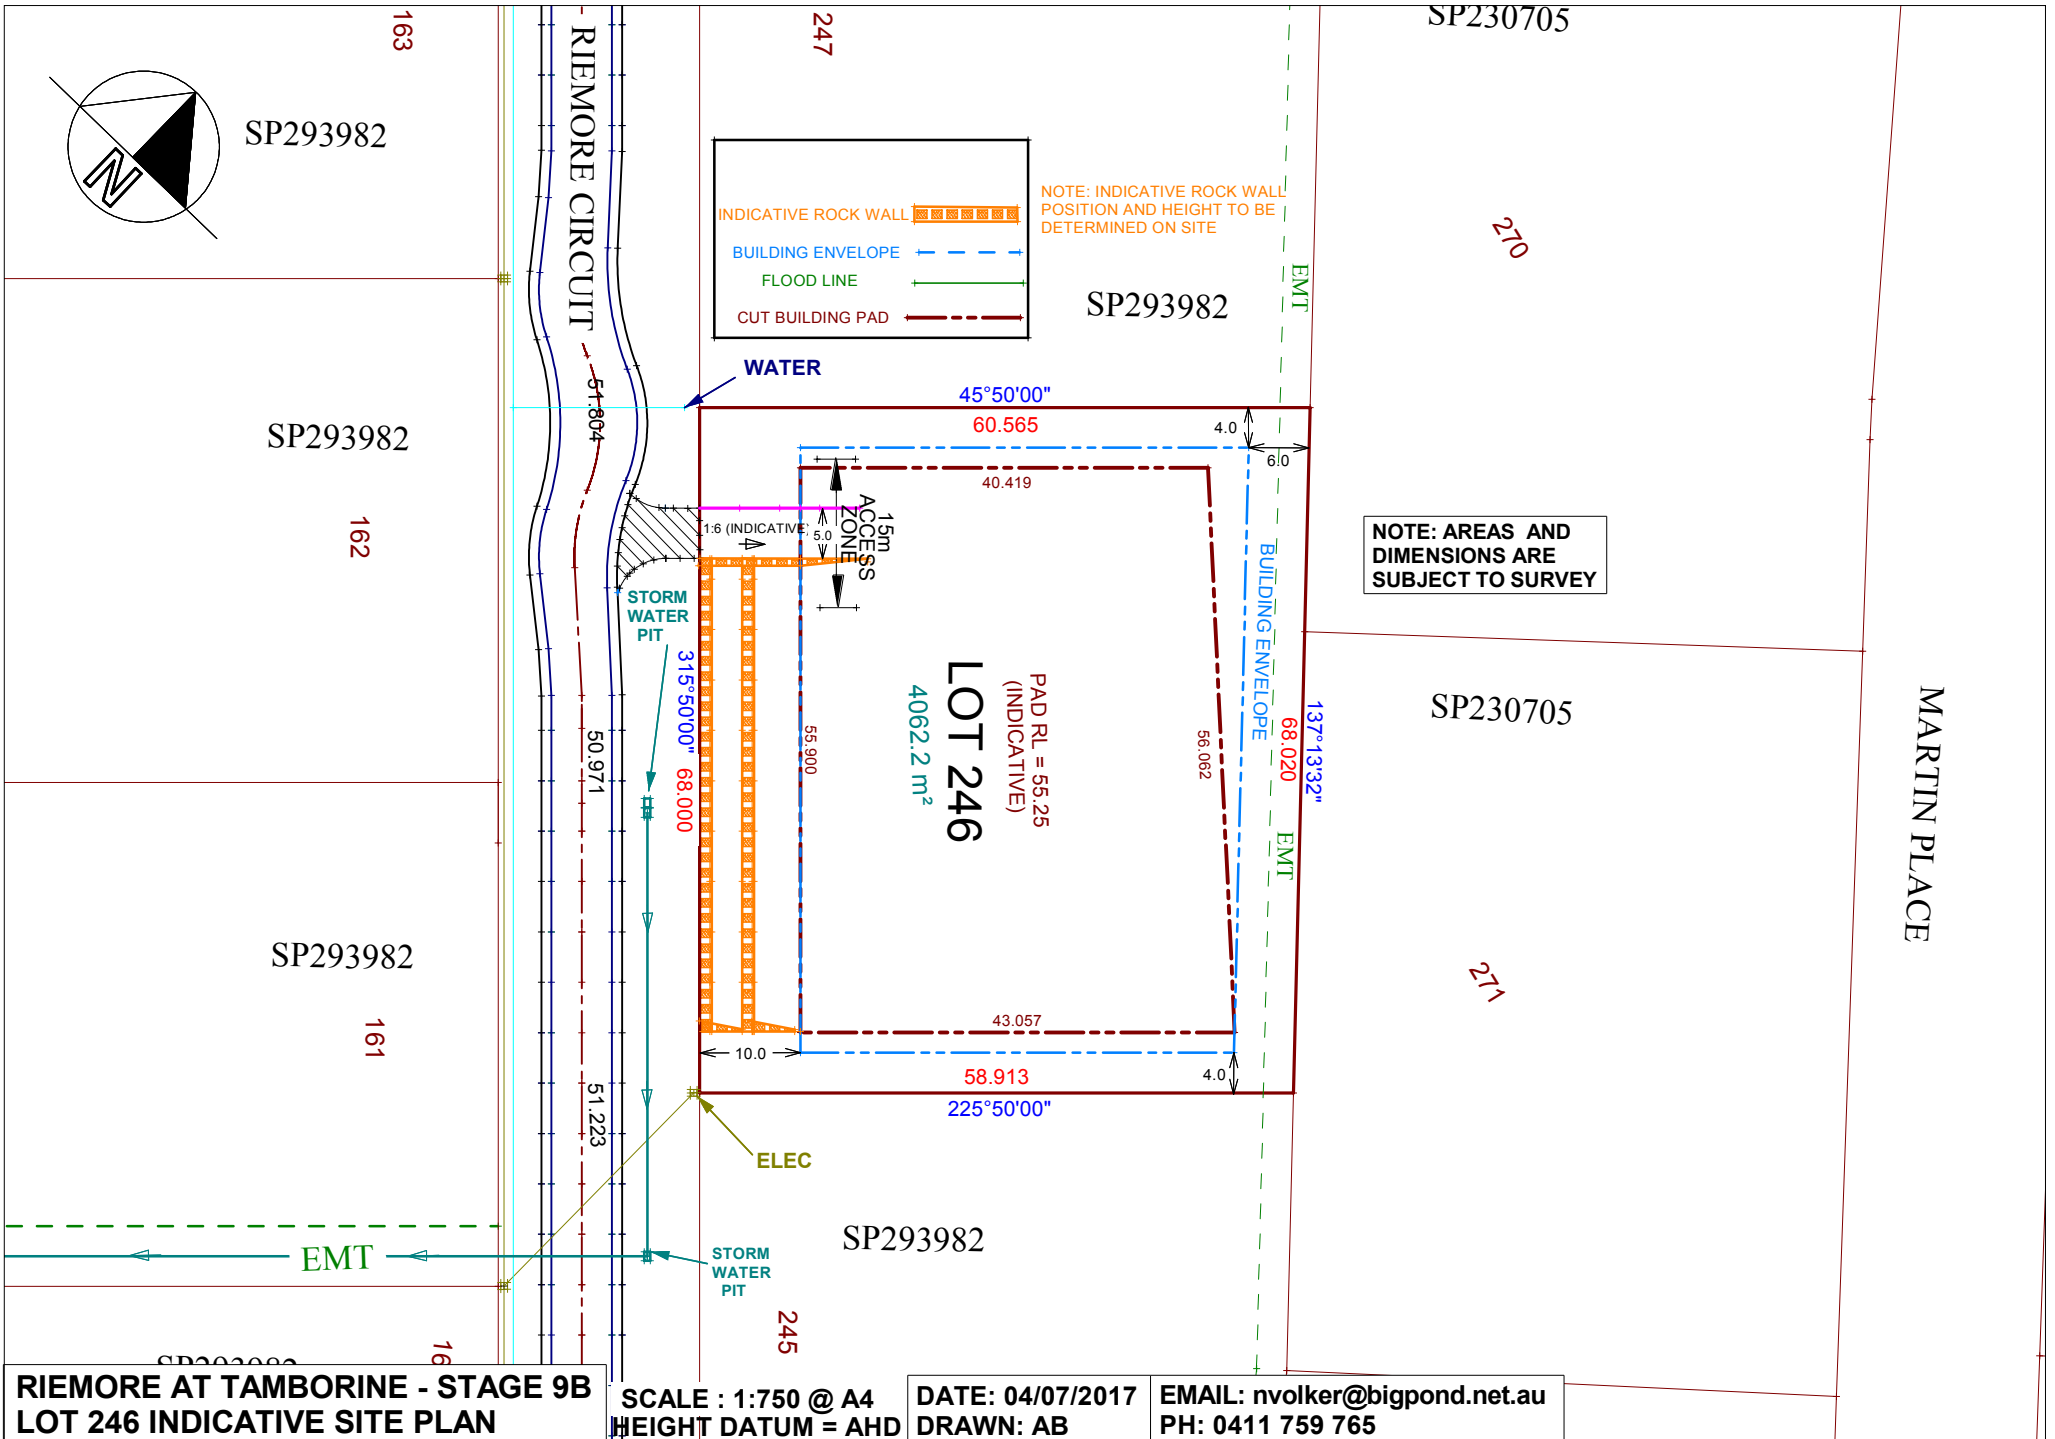 163
SP293982
N
RIEMORE CIRCUIT
247
SP230705
INDICATIVE ROCK WALL
BUILDING ENVELOPE
FLOOD LINE
CUT BUILDING PAD
NOTE: INDICATIVE ROCK WALL
POSITION AND HEIGHT TO BE
DETERMINED ON SITE
SP293982
EMT
270
WATER
45°50'00"
60.565
4.0
6.0
51.804
SP293982
162
40.419
1:6 (INDICATIVE)
5.0
15m
ACCESS
ZONE
BUILDING ENVELOPE
NOTE: AREAS AND
DIMENSIONS ARE
SUBJECT TO SURVEY
STORM
WATER
PIT
315°50'00" 68.000
50.971
55.900
LOT 246
4062.2 m²
PAD RL = 55.25
(INDICATIVE)
56.062
137°13'32"
68.020
SP230705
MARTIN PLACE
EMT
SP293982
161
271
43.057
10.0
58.913
4.0
225°50'00"
51.223
ELEC
SP293982
EMT
STORM
WATER
PIT
245
SP293982
RIEMORE AT TAMBORINE - STAGE 9B
LOT 246 INDICATIVE SITE PLAN
SCALE : 1:750 @ A4
HEIGHT DATUM = AHD
DATE: 04/07/2017
DRAWN: AB
EMAIL: nvolker@bigpond.net.au
PH: 0411 759 765